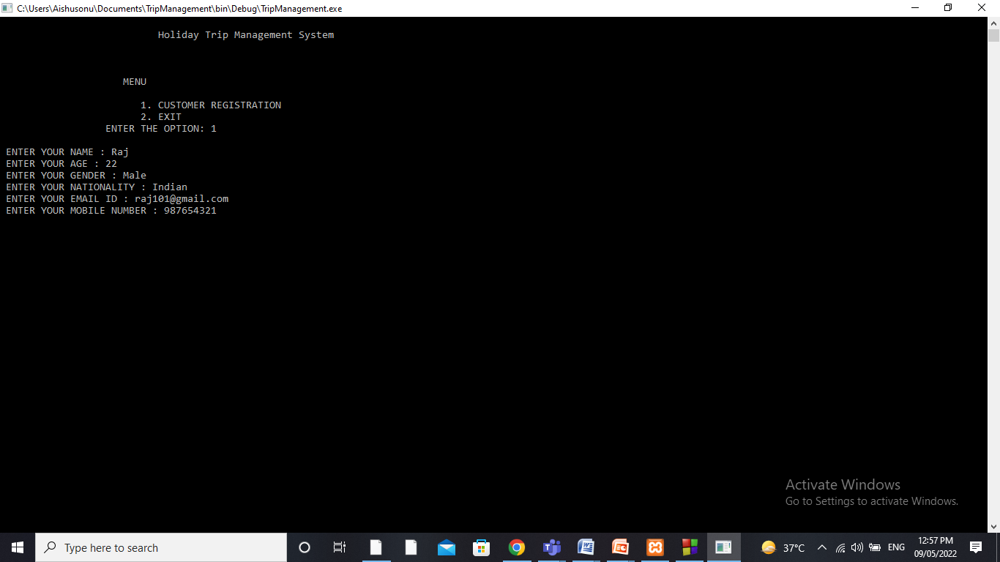 C:\Users\Aishusonu\Documents\TripManagement\bin\Debug\TripManagement.exe
Holiday Trip Management System
MENU
1. CUSTOMER REGISTRATION
2. EXIT
ENTER THE OPTION: 1
ENTER YOUR NAME : Raj
ENTER YOUR AGE : 22
ENTER YOUR GENDER : Male
ENTER YOUR NATIONALITY : Indian
ENTER YOUR EMAIL ID : raj101@gmail.com
ENTER YOUR MOBILE NUMBER : 987654321
Activate Windows
Go to Settings to activate Windows.
Type here to search
37°C
ENG
12:57 PM
09/05/2022